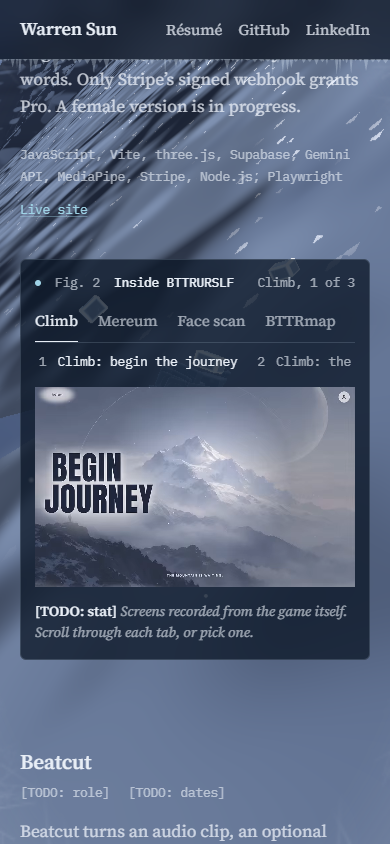 Warren Sun
Résumé GitHub LinkedIn
words. Only Stripe's signed webhook grants
Pro. A female version is in progress.
JavaScript, Vite, three.js, Supabase, Gemini
API, MediaPipe, Stripe, Node.js, Playwright
Live site
Fig. 2 Inside BTTRURSLF Climb, 1 of 3
Climb Mereum Face scan BTTRmap
1 Climb: begin the journey 2 Climb: the
BEGIN
JOURNEY
THE MOUNTAIN IS WAITING.
[TODO: stat] Screens recorded from the game itself.
Scroll through each tab, or pick one.
Beatcut
[TODO: role] [TODO: dates]
Beatcut turns an audio clip, an optional